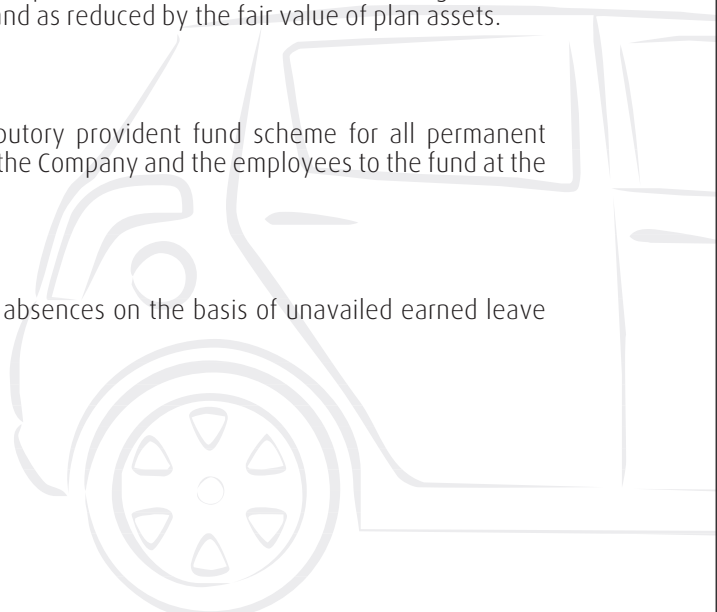 and as reduced by the fair value of plan assets.
butory provident fund scheme for all permanent
the Company and the employees to the fund at the
absences on the basis of unavailed earned leave